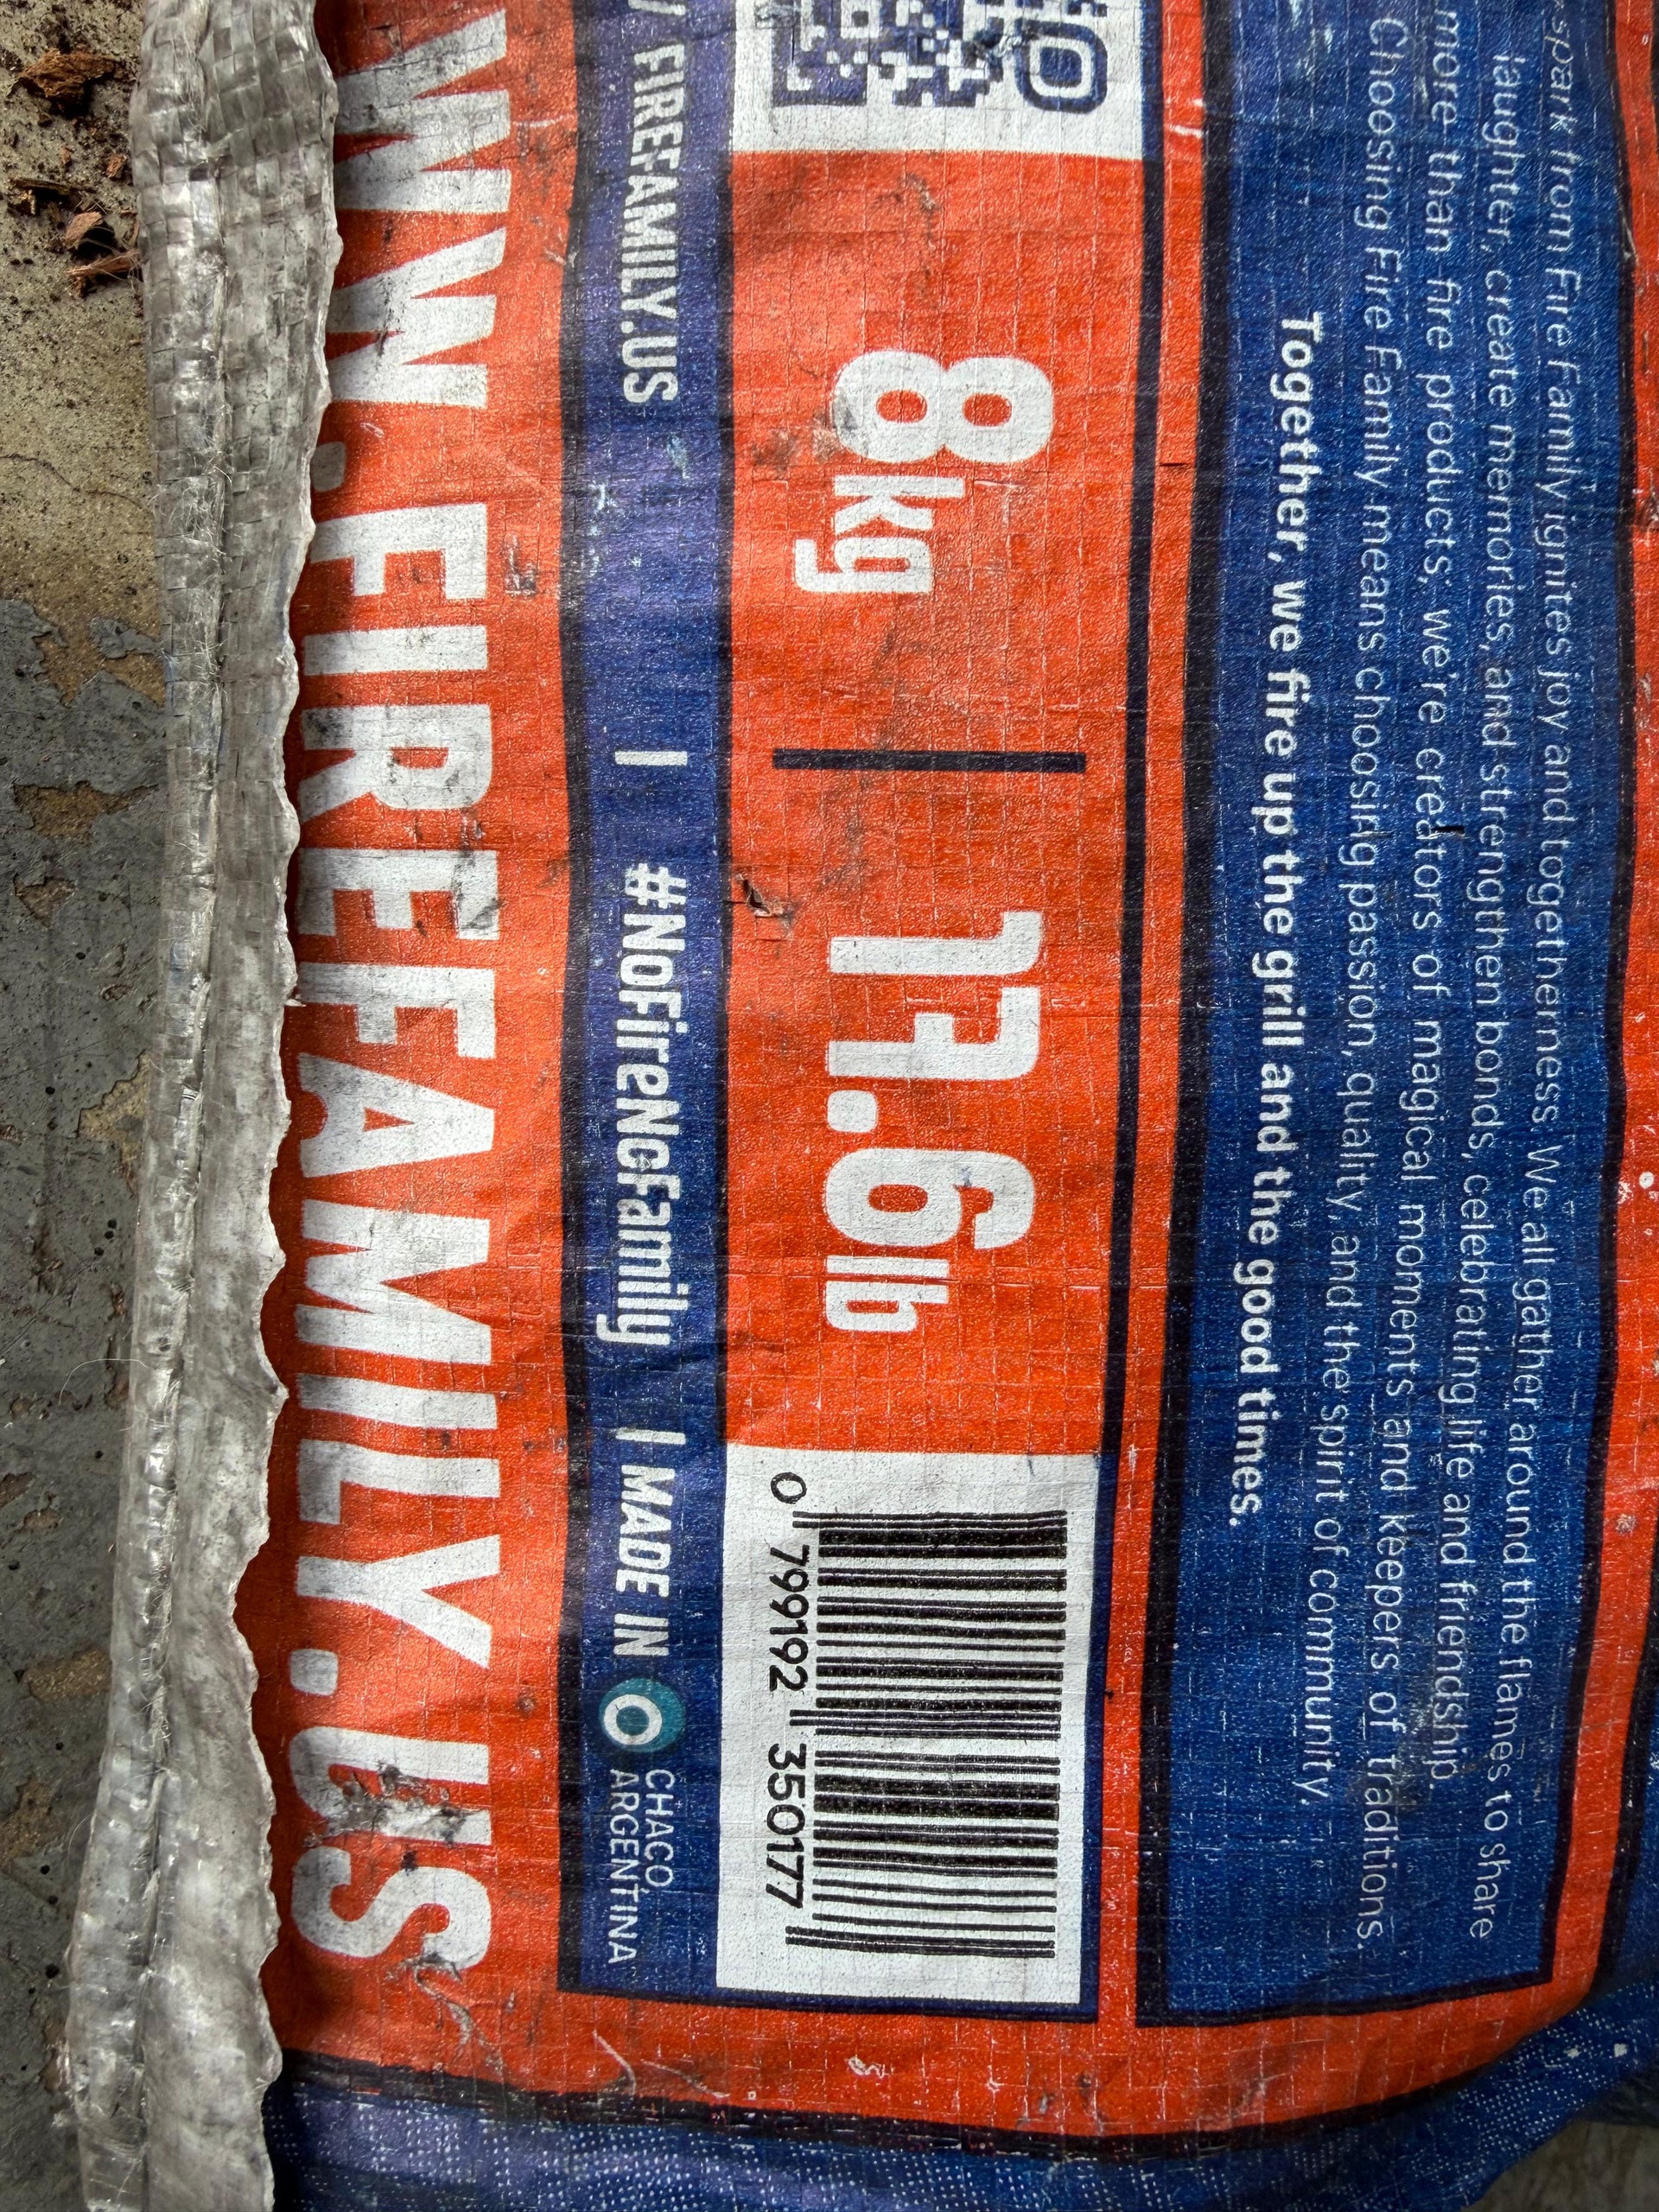 spark from Fire Family ignites joy and togetherness. We all gather around the flames to share
laughter, create memories, and strengthen bonds, celebrating life and friendship.
more than fire products, we're creators of magical moments and keepers of traditions.
Choosing Fire Family means choosing passion, quality, and the spirit of community.
Together, we fire up the grill and the good times.
8kg | 17.6lb
0 799192 350177
/ FIREFAMILY.US | #NoFireNoFamily | MADE IN CHACO, ARGENTINA
WW.FIREFAMILY.US